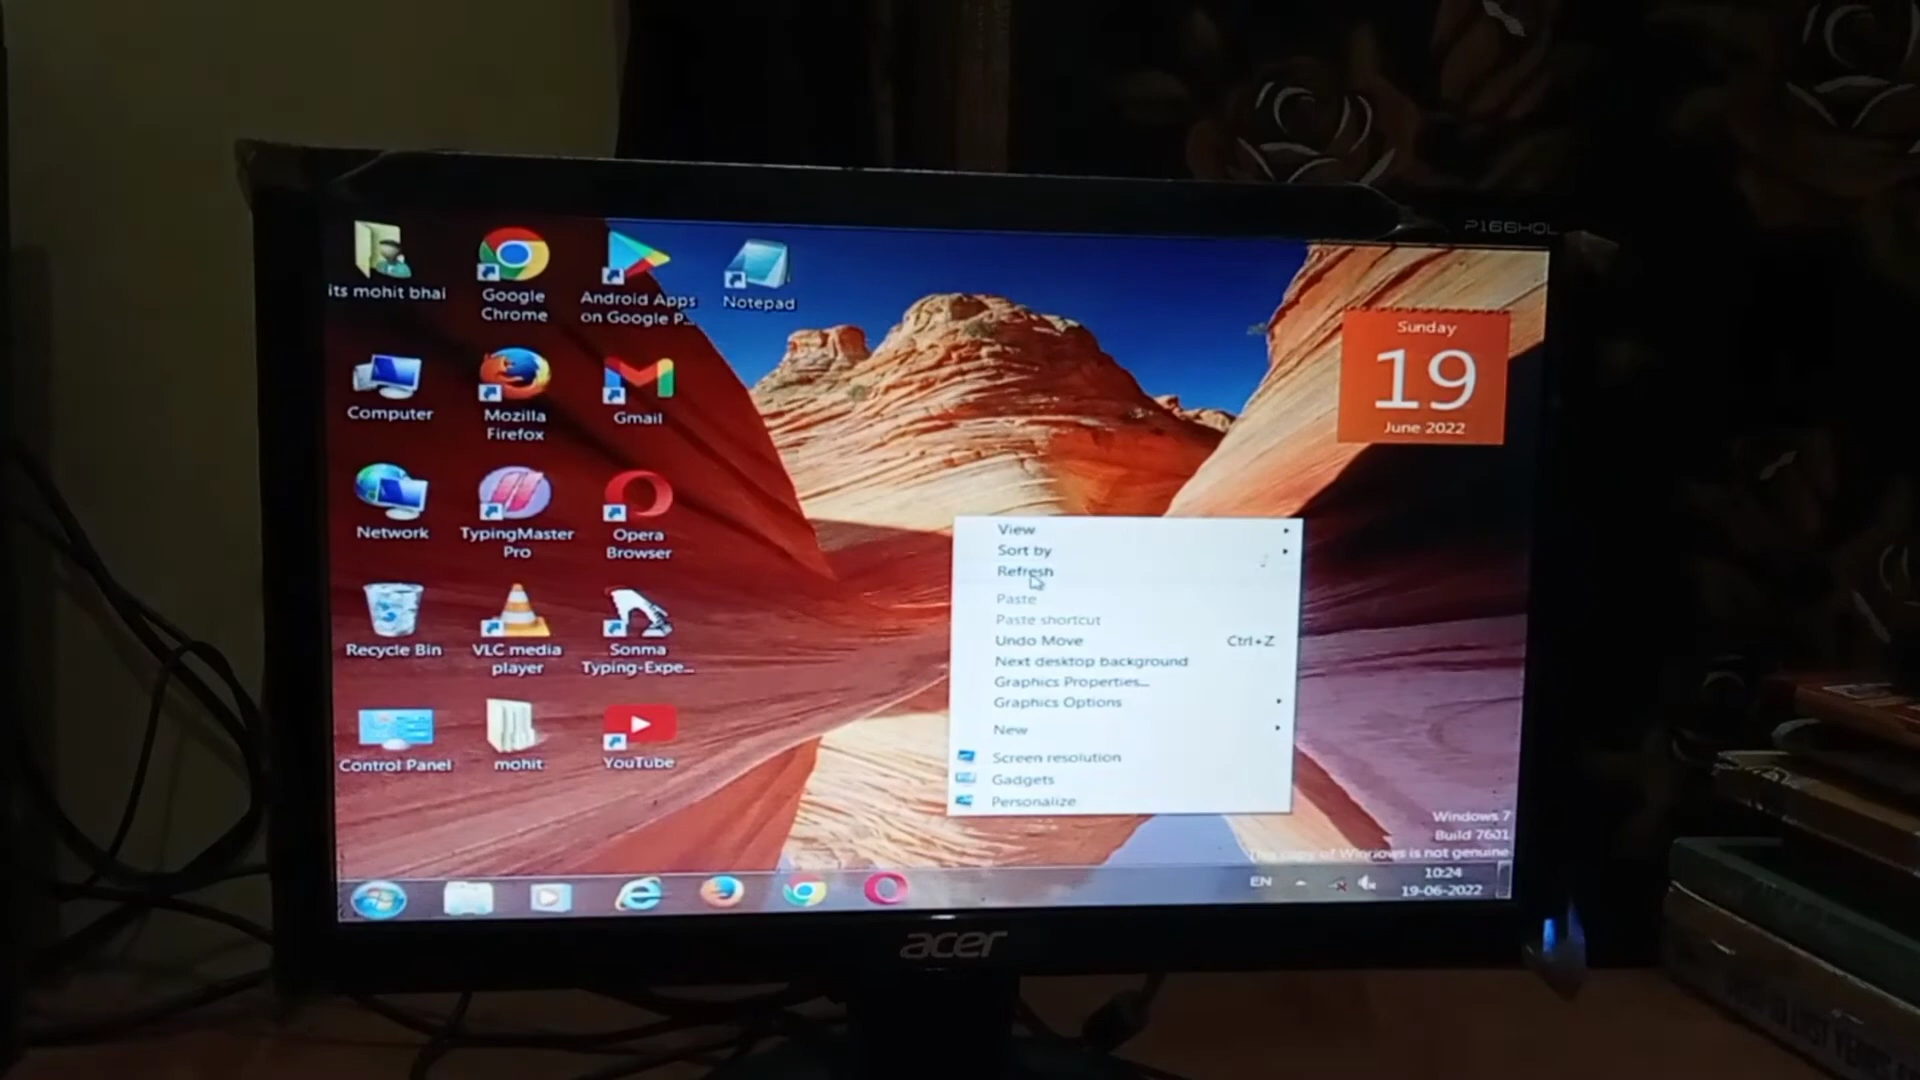 P166HQL
its mohit bhai
Google
Chrome
Android Apps
on Google P...
Notepad
Sunday
19
June 2022
Computer
Mozilla
Firefox
Gmail
Network
TypingMaster
Pro
Opera
Browser
Recycle Bin
VLC media
player
Sonma
Typing-Expe...
Control Panel
mohit
YouTube
View
Sort by
Refresh
Paste
Paste shortcut
Undo Move Ctrl+Z
Next desktop background
Graphics Properties...
Graphics Options
New
Screen resolution
Gadgets
Personalize
Windows 7
Build 7601
This copy of Windows is not genuine
EN
10:24
19-06-2022
acer